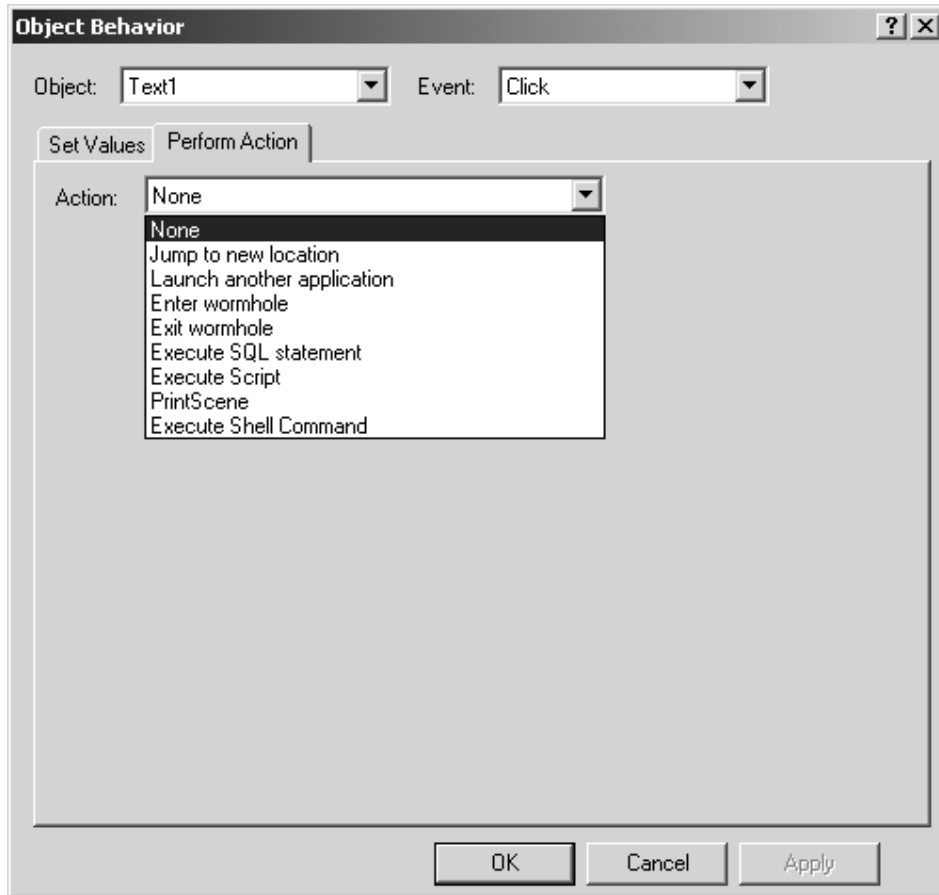 Object Behavior
Object: Text1 Event: Click
Set Values Perform Action
Action: None
None
Jump to new location
Launch another application
Enter wormhole
Exit wormhole
Execute SQL statement
Execute Script
PrintScene
Execute Shell Command
OK Cancel Apply